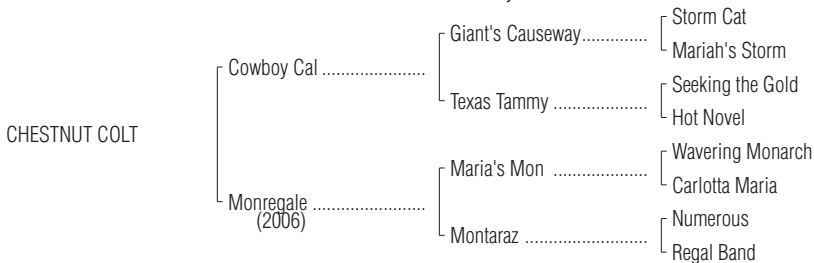 Storm Cat
Giant's Causeway..............
Mariah's Storm
Cowboy Cal ......................
Seeking the Gold
Texas Tammy ....................
Hot Novel
CHESTNUT COLT
Wavering Monarch
Maria's Mon ....................
Carlotta Maria
Monregale ........................
(2006)
Numerous
Montaraz ..........................
Regal Band